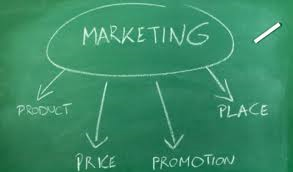 MARKETING
PRODUCT
PLACE
PRICE
PROMOTION